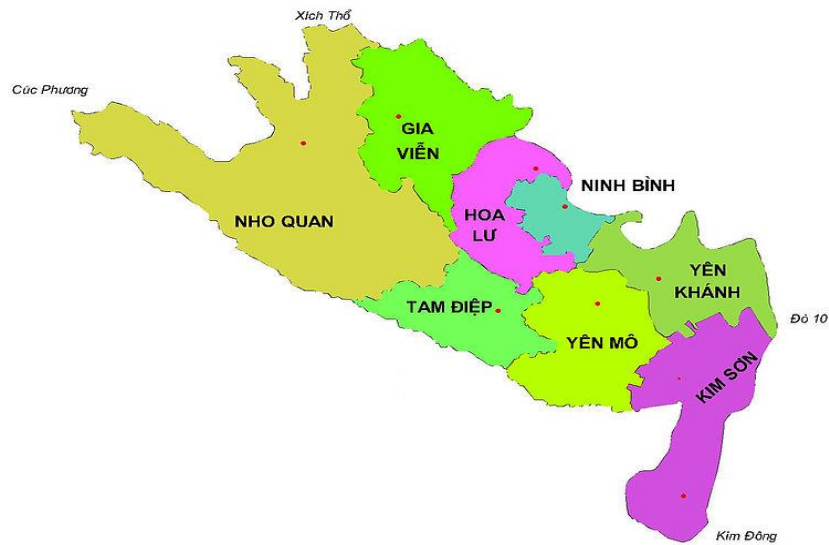 Xích Thổ
Cúc Phương
GIA
VIỄN
NINH BÌNH
NHO QUAN
HOA
LƯ
YÊN
KHÁNH
TAM ĐIỆP
Đò 10
YÊN MÔ
KIM SƠN
Kim Đông